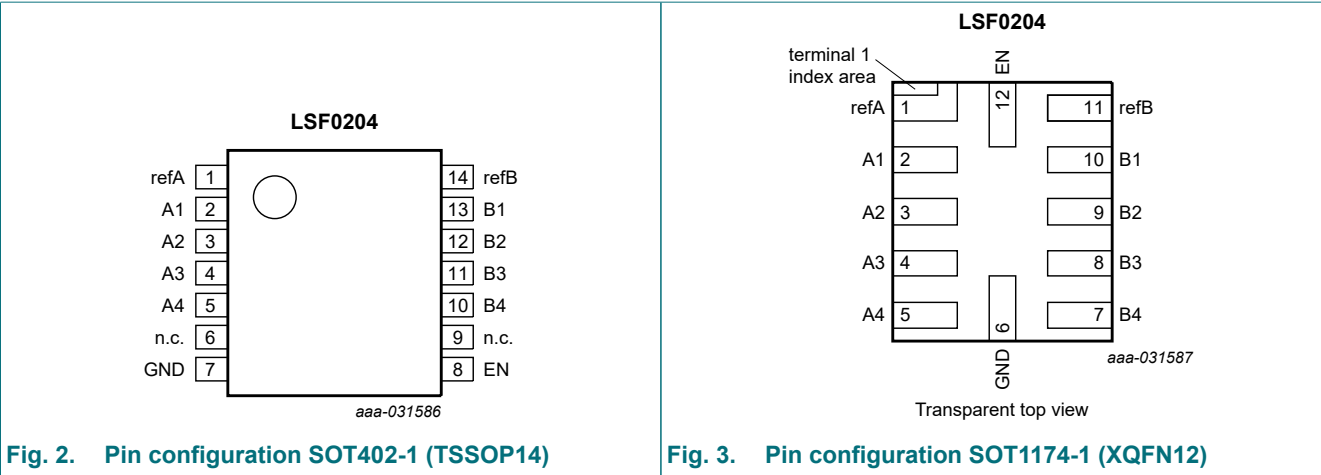 LSF0204
refA 1
A1 2
A2 3
A3 4
A4 5
n.c. 6
GND 7
14 refB
13 B1
12 B2
11 B3
10 B4
9 n.c.
8 EN
aaa-031586
Fig. 2. Pin configuration SOT402-1 (TSSOP14)
LSF0204
terminal 1
index area
EN
12
refA 1
A1 2
A2 3
A3 4
A4 5
11 refB
10 B1
9 B2
8 B3
7 B4
6
GND
aaa-031587
Transparent top view
Fig. 3. Pin configuration SOT1174-1 (XQFN12)